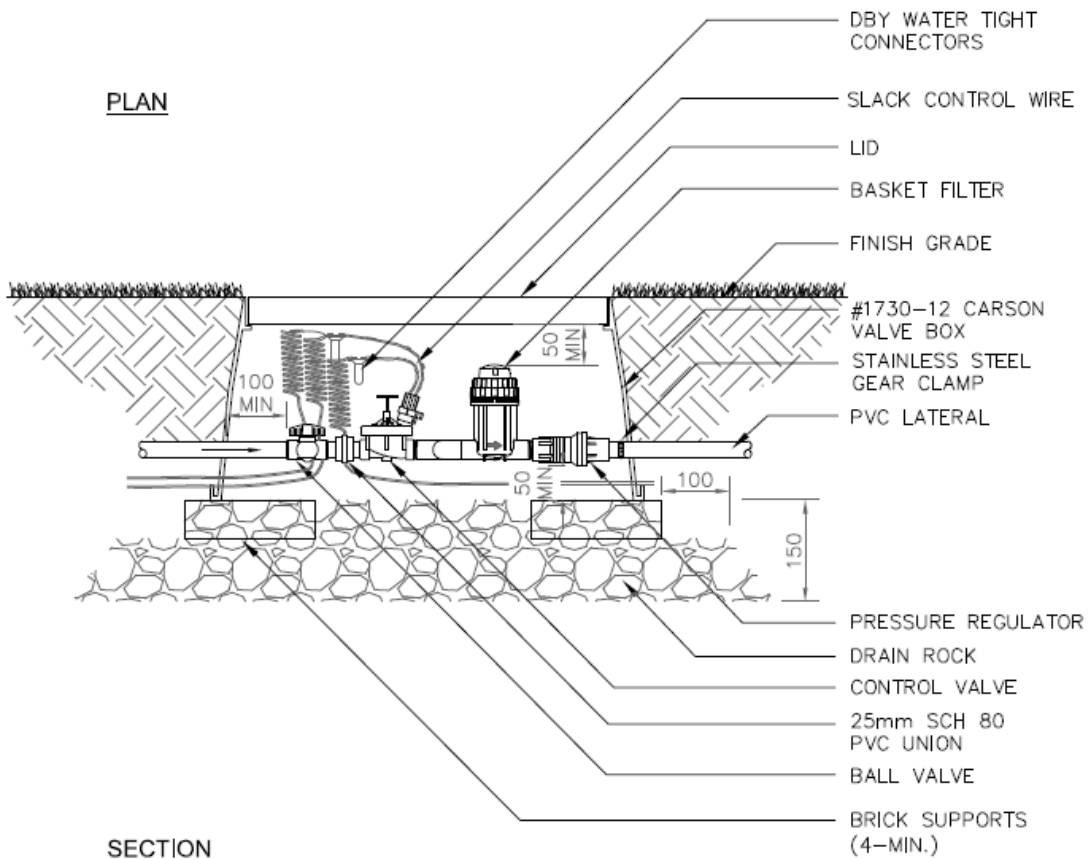 DBY WATER TIGHT
CONNECTORS
PLAN
SLACK CONTROL WIRE
LID
BASKET FILTER
FINISH GRADE
#1730-12 CARSON
VALVE BOX
50
MIN
STAINLESS STEEL
GEAR CLAMP
100
MIN
PVC LATERAL
50
MIN
100
150
PRESSURE REGULATOR
DRAIN ROCK
CONTROL VALVE
25mm SCH 80
PVC UNION
BALL VALVE
BRICK SUPPORTS
(4-MIN.)
SECTION